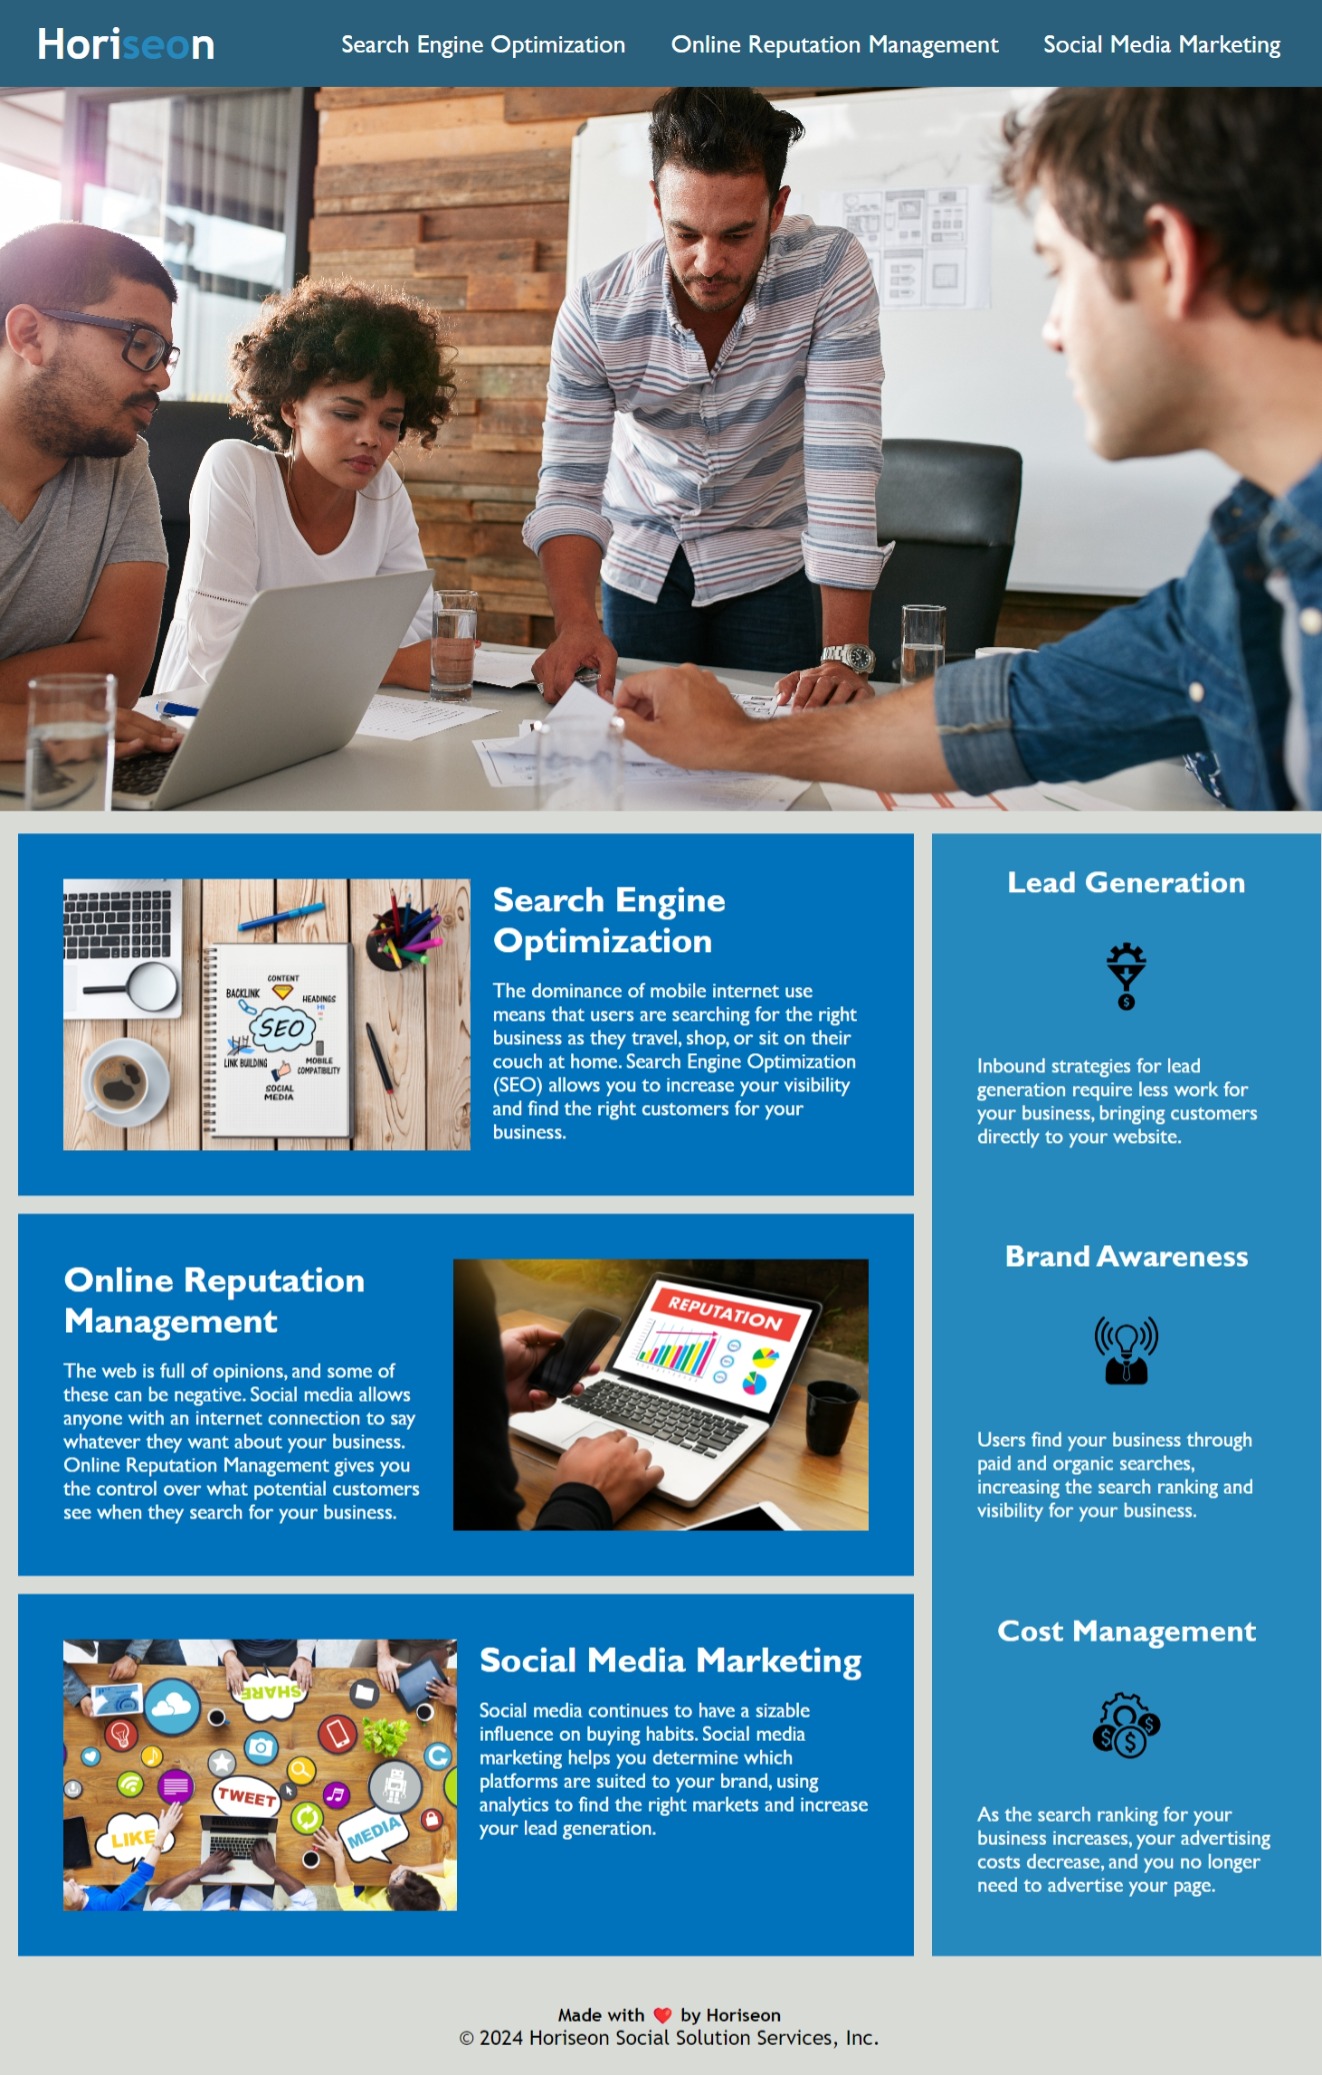 Horiseon
Search Engine Optimization
Online Reputation Management
Social Media Marketing
CONTENT
BACKLINK
HEADINGS
H1
SEO
LINK BUILDING
MOBILE
COMPATIBILITY
SOCIAL
MEDIA
Search Engine
Optimization
The dominance of mobile internet use
means that users are searching for the right
business as they travel, shop, or sit on their
couch at home. Search Engine Optimization
(SEO) allows you to increase your visibility
and find the right customers for your
business.
Online Reputation
Management
The web is full of opinions, and some of
these can be negative. Social media allows
anyone with an internet connection to say
whatever they want about your business.
Online Reputation Management gives you
the control over what potential customers
see when they search for your business.
REPUTATION
SHARE
TWEET
LIKE
MEDIA
Social Media Marketing
Social media continues to have a sizable
influence on buying habits. Social media
marketing helps you determine which
platforms are suited to your brand, using
analytics to find the right markets and increase
your lead generation.
Lead Generation
$
Inbound strategies for lead
generation require less work for
your business, bringing customers
directly to your website.
Brand Awareness
Users find your business through
paid and organic searches,
increasing the search ranking and
visibility for your business.
Cost Management
$ $ $
As the search ranking for your
business increases, your advertising
costs decrease, and you no longer
need to advertise your page.
Made with ❤️ by Horiseon
© 2024 Horiseon Social Solution Services, Inc.